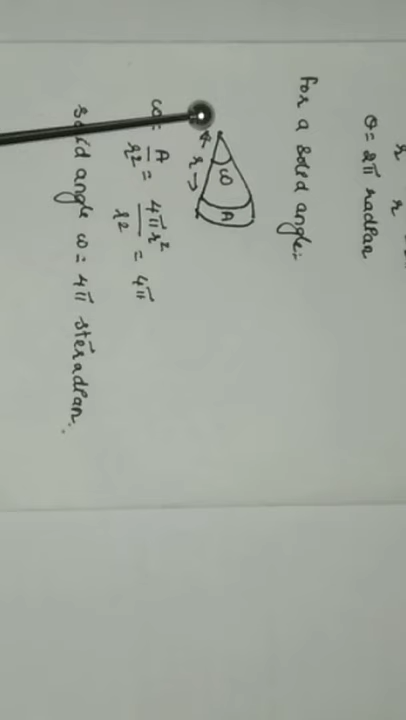 r r
θ = 2π radian
For a solid angle:-
ω
r →
A
ω = A/r2 = 4πr²/r2 = 4π
solid angle ω = 4π steradian.